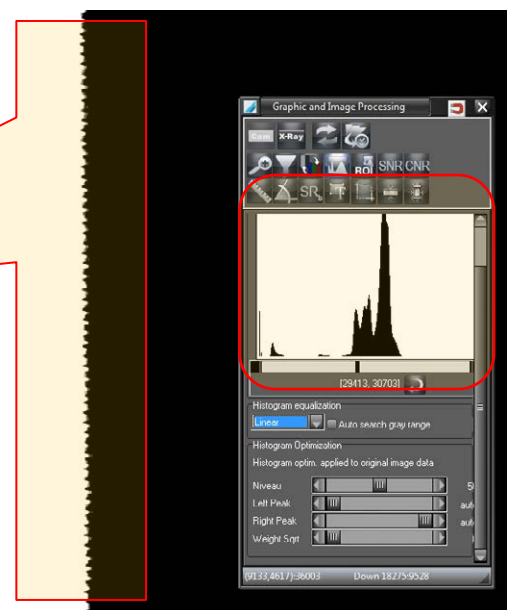 Graphic and Image Processing
Cam X-Ray
ROI SNR CNR
SR
[29413, 30703]
Histogram equalization
Linear Auto search gray range
Histogram Optimization
Histogram optim. applied to original image data
Niveau
Left Peak
Right Peak
Weight Sqrt
(9133,4617):36003 Down 18275:9528